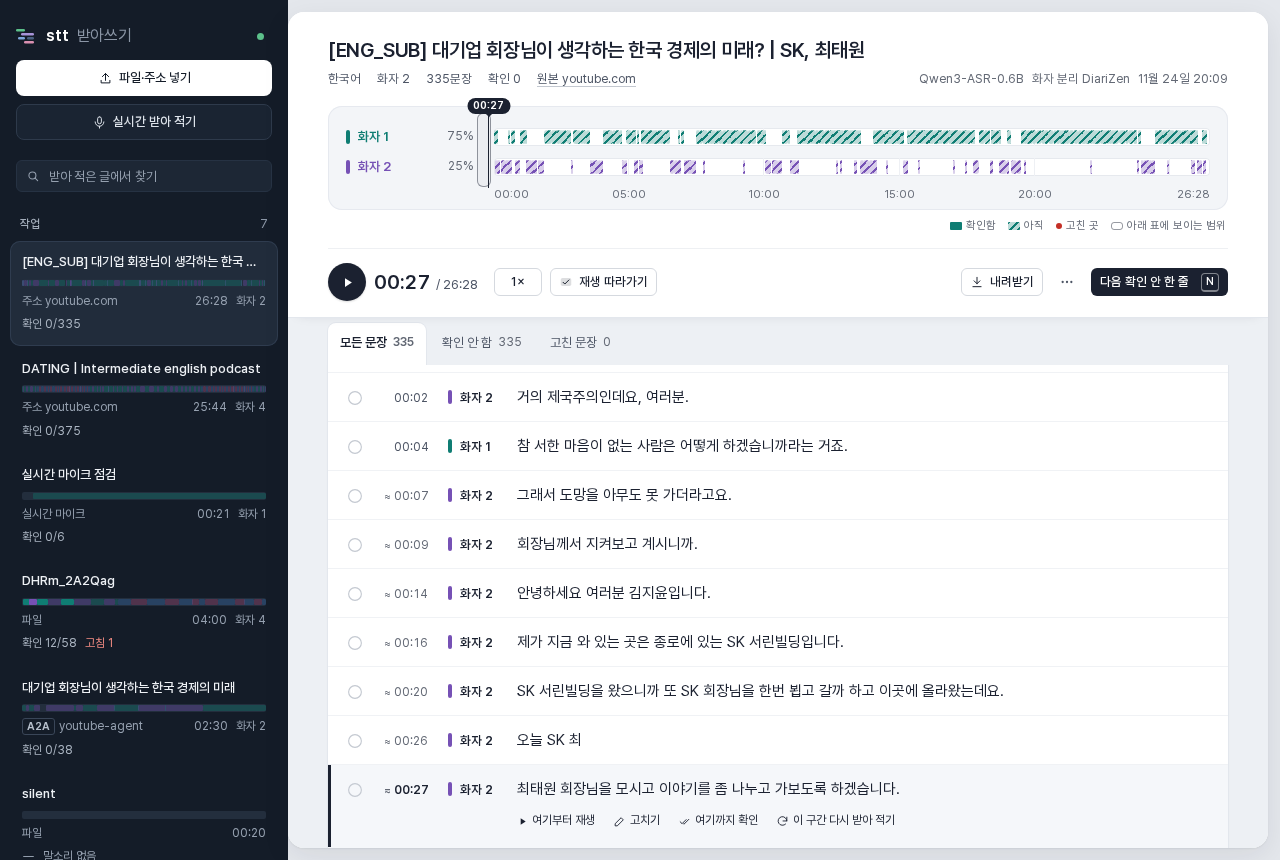 stt 받아쓰기
파일·주소 넣기
실시간 받아 적기
받아 적은 글에서 찾기
작업 7
[ENG_SUB] 대기업 회장님이 생각하는 한국 ...
주소 youtube.com 26:28 화자 2
확인 0/335
DATING | Intermediate english podcast
주소 youtube.com 25:44 화자 4
확인 0/375
실시간 마이크 점검
실시간 마이크 00:21 화자 1
확인 0/6
DHRm_2A2Qag
파일 04:00 화자 4
확인 12/58 고침 1
대기업 회장님이 생각하는 한국 경제의 미래
A2A youtube-agent 02:30 화자 2
확인 0/38
silent
파일 00:20
— 말소리 없음
[ENG_SUB] 대기업 회장님이 생각하는 한국 경제의 미래? | SK, 최태원
한국어 화자 2 335문장 확인 0 원본 youtube.com Qwen3-ASR-0.6B 화자 분리 DiariZen 11월 24일 20:09
00:27
화자 1 75%
화자 2 25%
00:00 05:00 10:00 15:00 20:00 26:28
확인함 아직 고친 곳 아래 표에 보이는 범위
00:27 / 26:28 1× 재생 따라가기 내려받기 ··· 다음 확인 안 한 줄 N
모든 문장 335 확인 안 함 335 고친 문장 0
00:02 화자 2 거의 제국주의인데요, 여러분.
00:04 화자 1 참 서한 마음이 없는 사람은 어떻게 하겠습니까라는 거죠.
≈ 00:07 화자 2 그래서 도망을 아무도 못 가더라고요.
≈ 00:09 화자 2 회장님께서 지켜보고 계시니까.
≈ 00:14 화자 2 안녕하세요 여러분 김지윤입니다.
≈ 00:16 화자 2 제가 지금 와 있는 곳은 종로에 있는 SK 서린빌딩입니다.
≈ 00:20 화자 2 SK 서린빌딩을 왔으니까 또 SK 회장님을 한번 뵙고 갈까 하고 이곳에 올라왔는데요.
≈ 00:26 화자 2 오늘 SK 최
≈ 00:27 화자 2 최태원 회장님을 모시고 이야기를 좀 나누고 가보도록 하겠습니다.
여기부터 재생 고치기 여기까지 확인 이 구간 다시 받아 적기